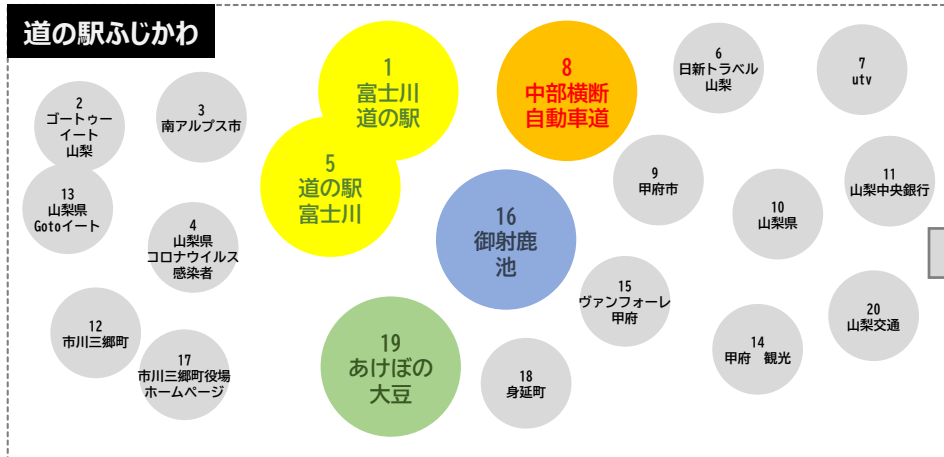 道の駅ふじかわ
1
富士川
道の駅
2
ゴートゥー
イート
山梨
3
南アルプス市
4
山梨県
コロナウイルス
感染者
5
道の駅
富士川
6
日新トラベル
山梨
7
utv
8
中部横断
自動車道
9
甲府市
10
山梨県
11
山梨中央銀行
12
市川三郷町
13
山梨県
Gotoイート
14
甲府　観光
15
ヴァンフォーレ
甲府
16
御射鹿
池
17
市川三郷町役場
ホームページ
18
身延町
19
あけぼの
大豆
20
山梨交通